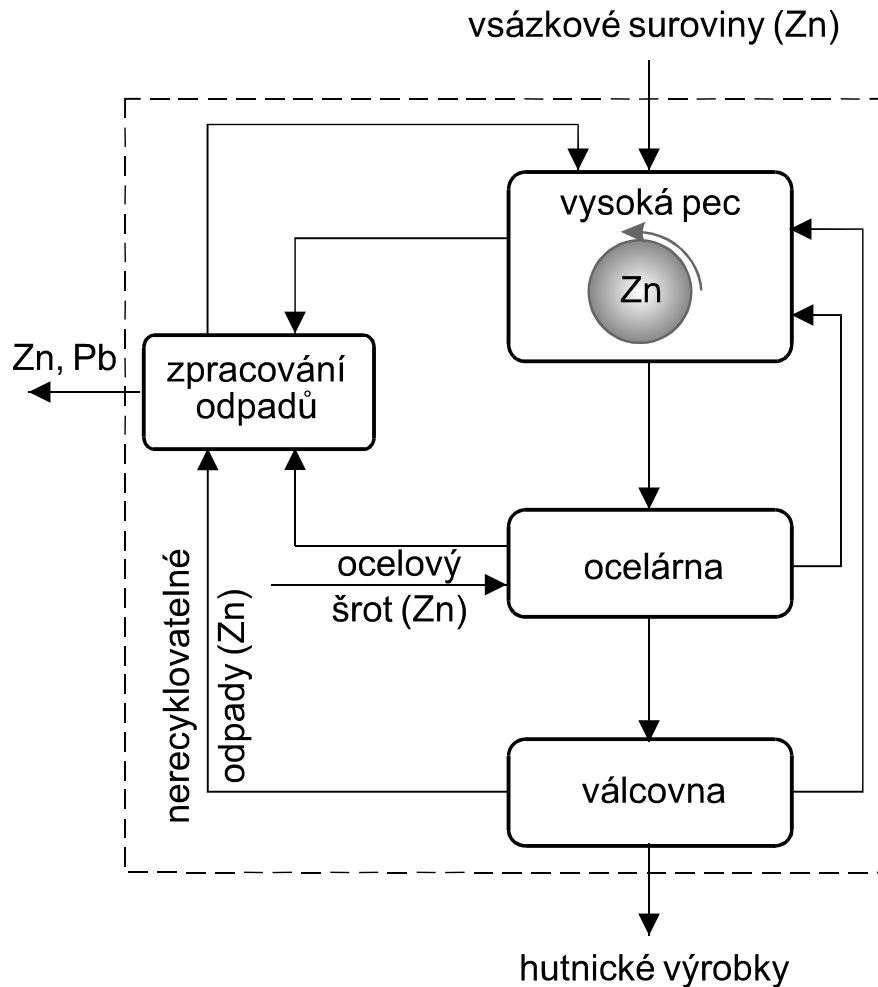 vsázkové suroviny (Zn)
vysoká pec
Zn
Zn, Pb
zpracování
odpadů
ocelárna
ocelový
šrot (Zn)
nerecyklovatelné
odpady (Zn)
válcovna
hutnické výrobky